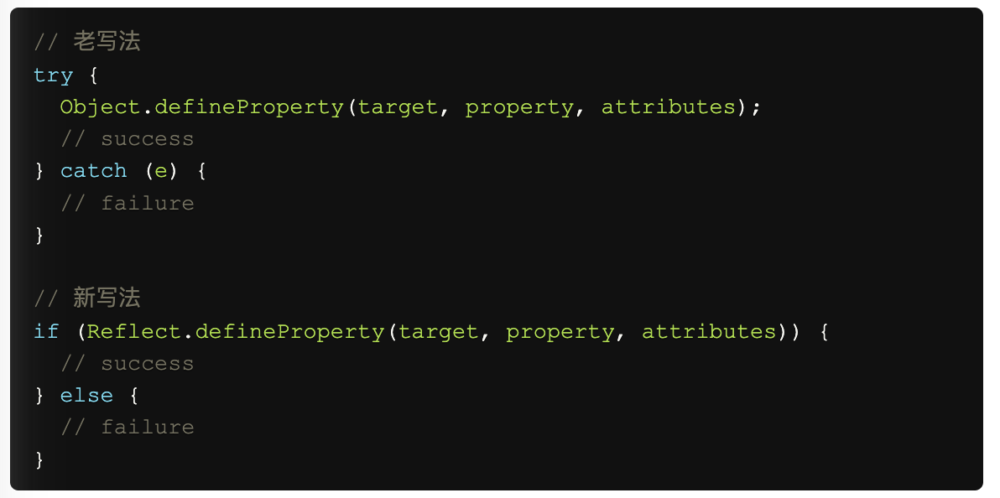 // 老写法
try {
  Object.defineProperty(target, property, attributes);
  // success
} catch (e) {
  // failure
}

// 新写法
if (Reflect.defineProperty(target, property, attributes)) {
  // success
} else {
  // failure
}